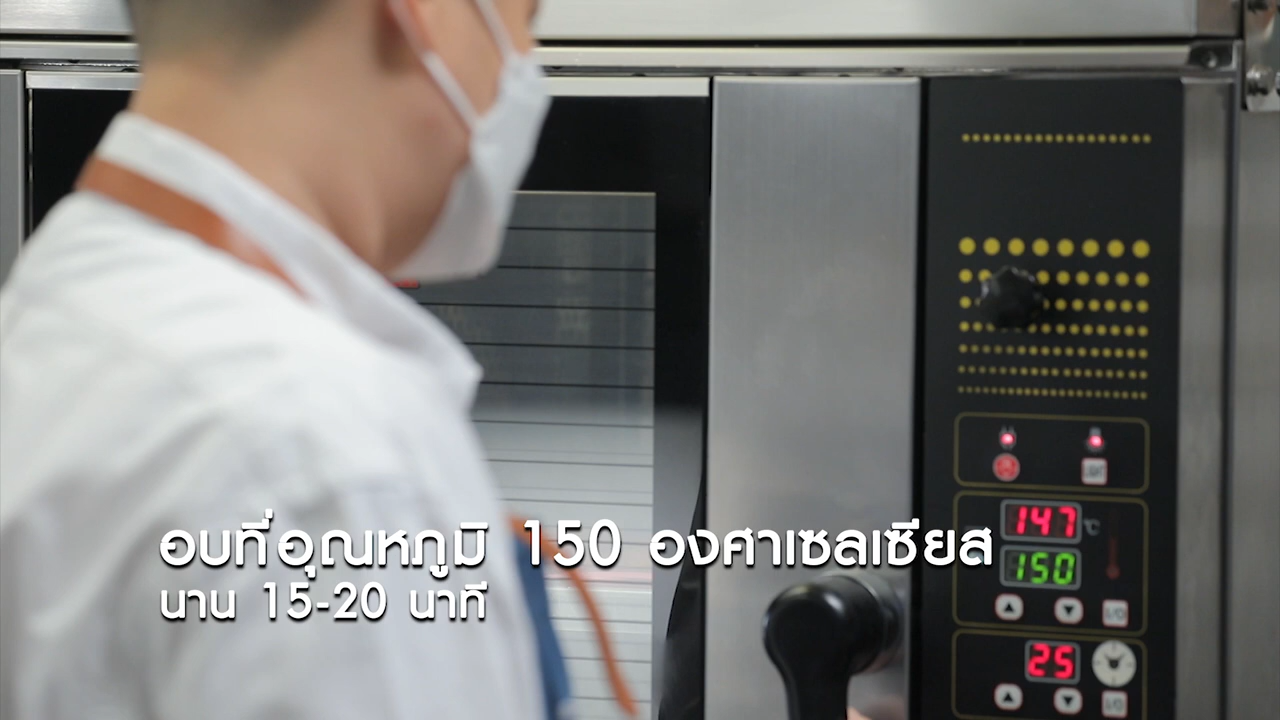 อบที่อุณหภูมิ 150 องศาเซลเซียส
นาน 15-20 นาที
147 °C
150
25